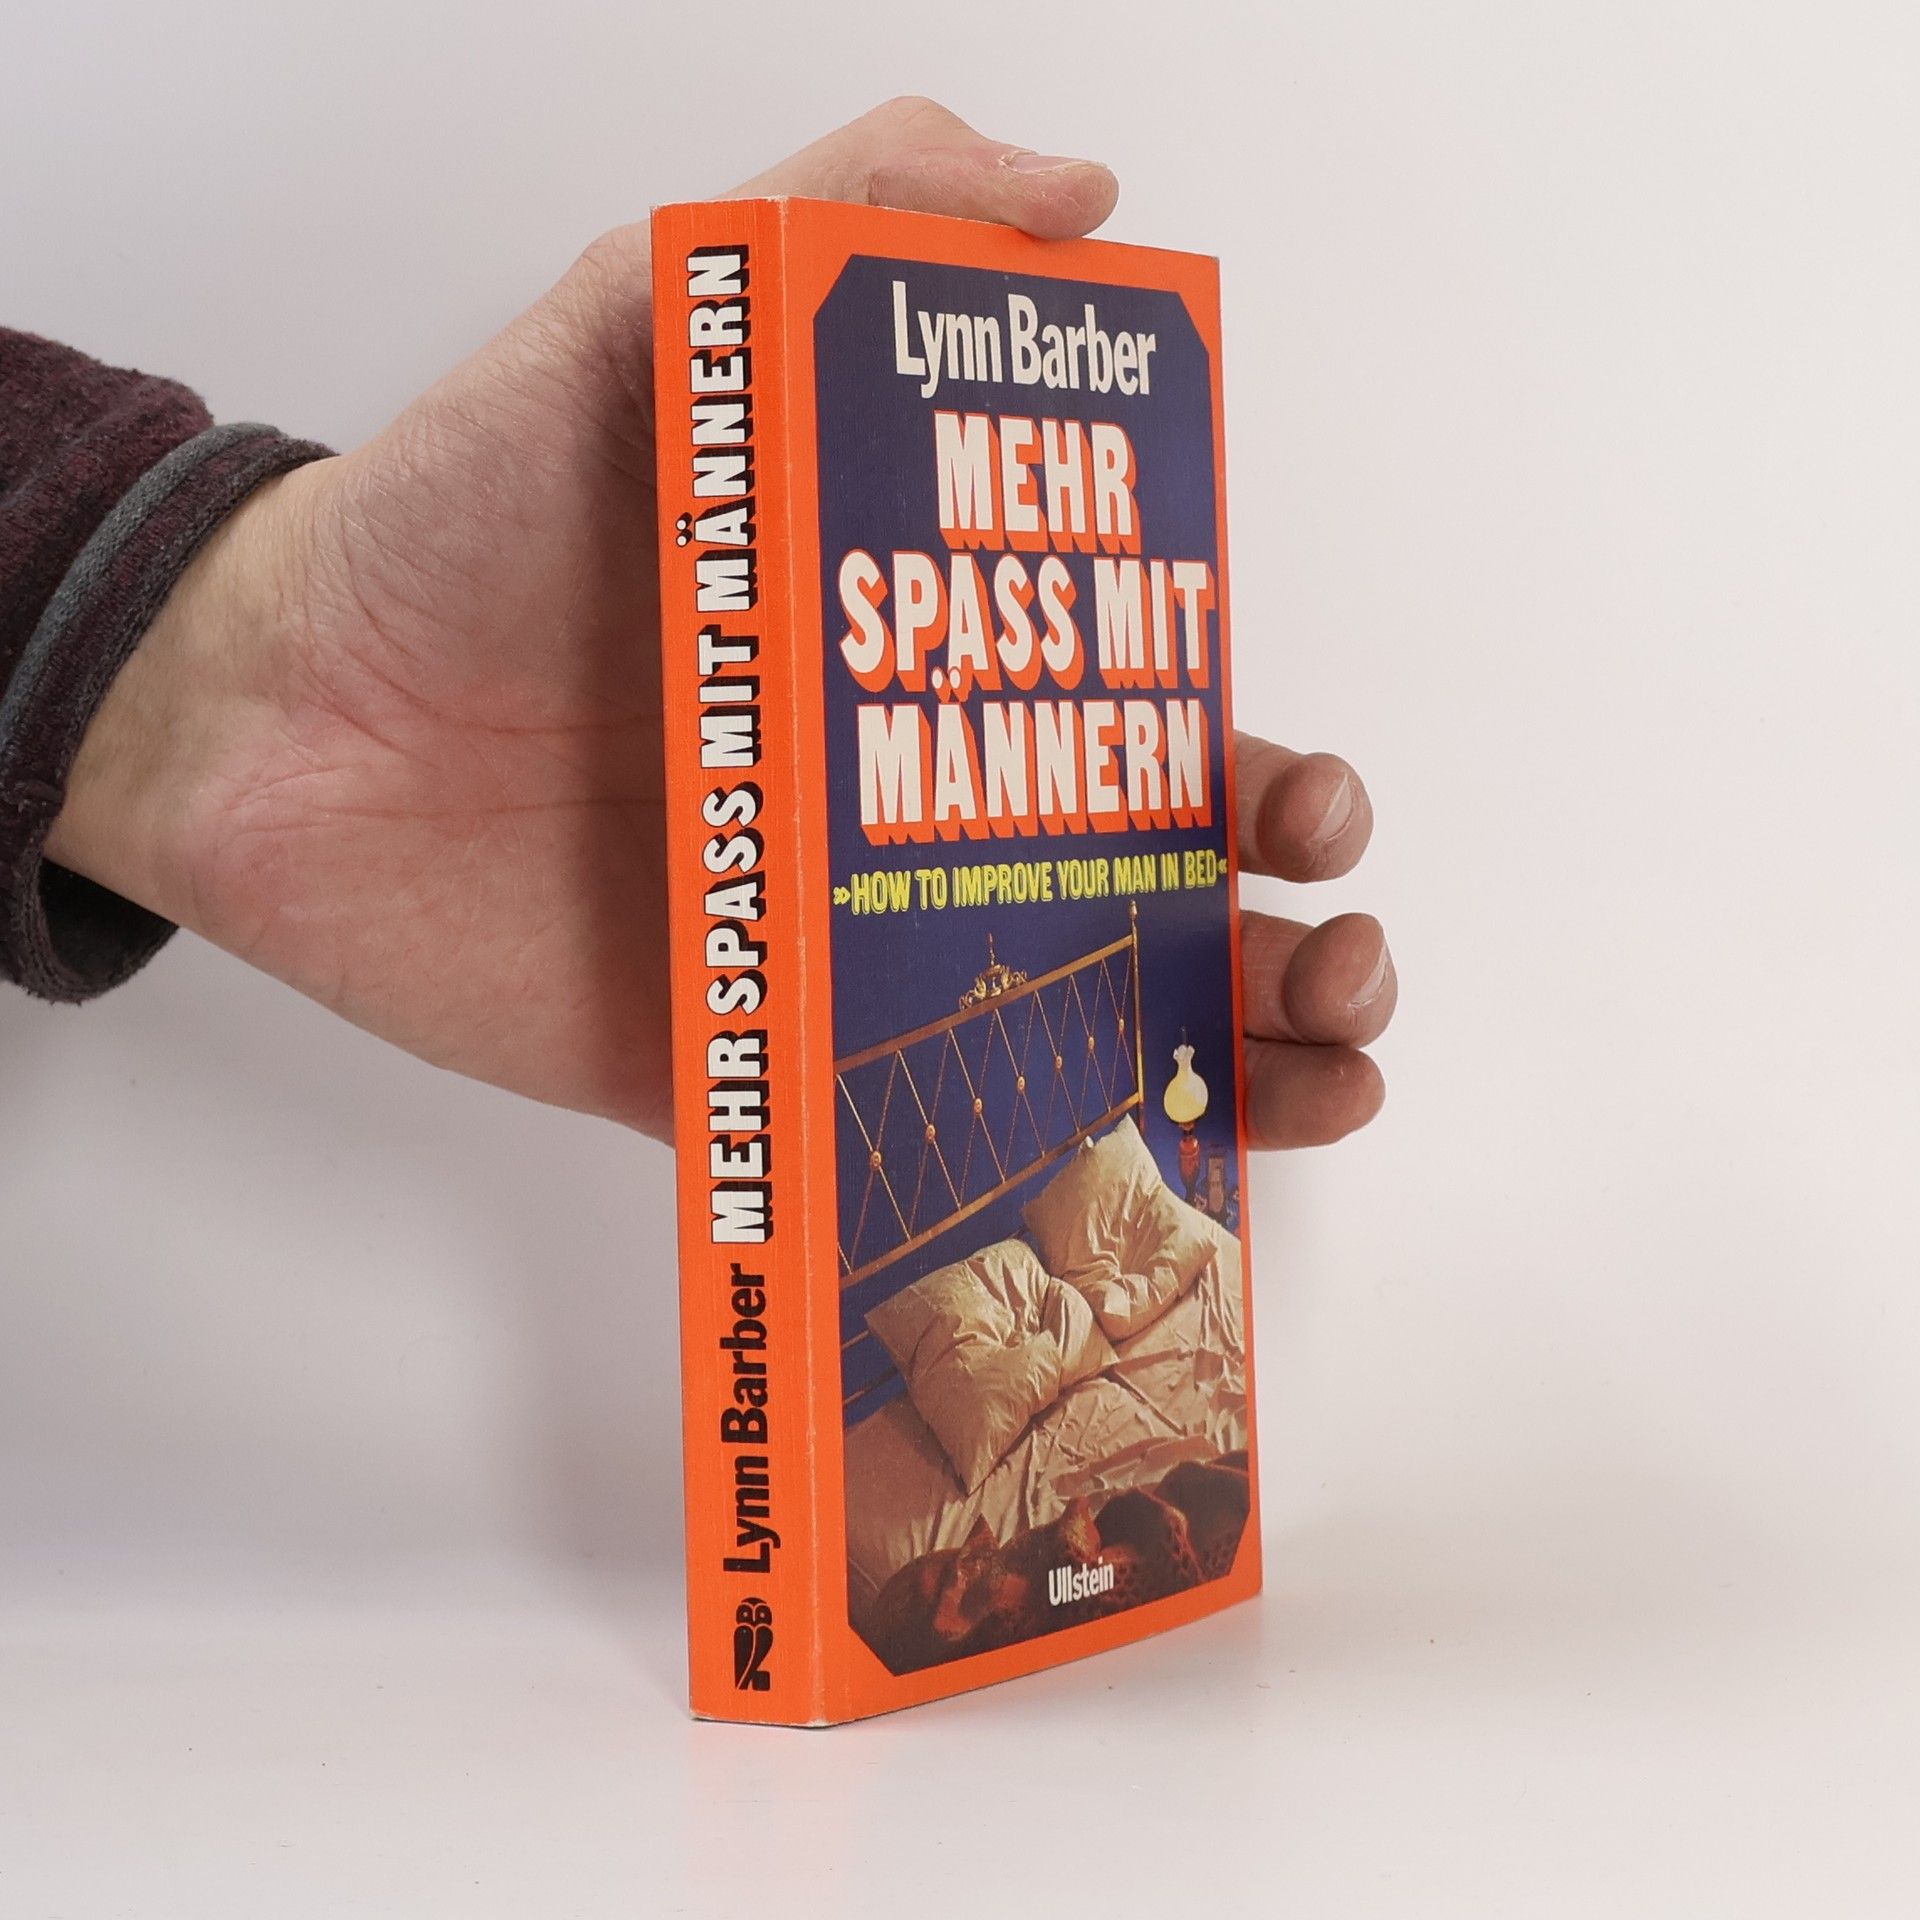 Lynn Barber MEHR SPASS MIT MÄNNERN
Lynn Barber
MEHR
SPASS MIT
MÄNNERN
»HOW TO IMPROVE YOUR MAN IN BED«
Ullstein